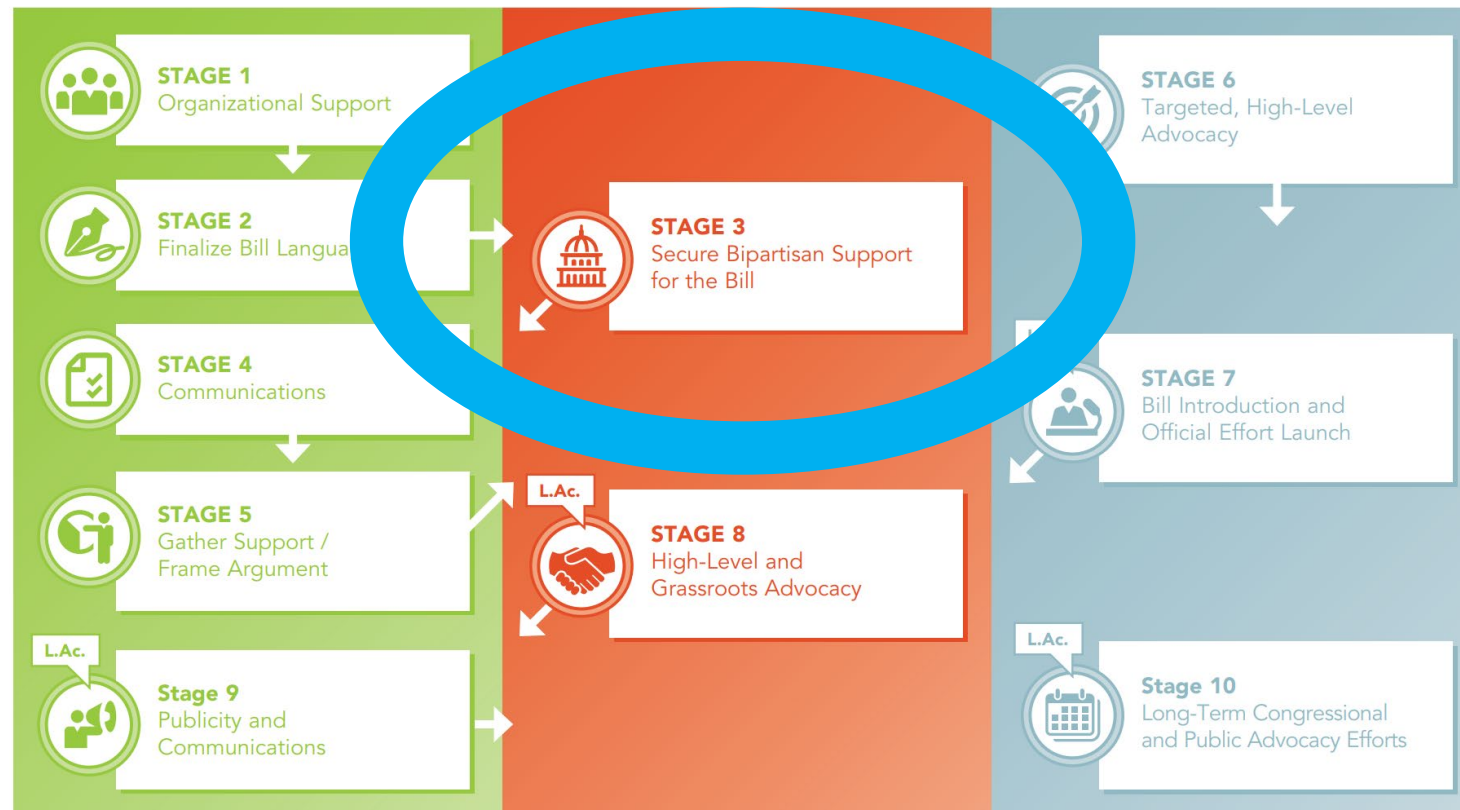 STAGE 1
Organizational Support
STAGE 2
Finalize Bill
STAGE 4
Communications
STAGE 5
Gather Support /
Frame Argument
L.Ac.
Stage 9
Publicity and
Communications
STAGE 3
Secure Bipartisan Support
for the Bill
L.Ac.
STAGE 8
High-Level and
Grassroots Advocacy
STAGE 6
Targeted, High-Level
Advocacy
STAGE 7
Bill Introduction and
Official Effort Launch
L.Ac.
Stage 10
Long-Term Congressional
and Public Advocacy Efforts